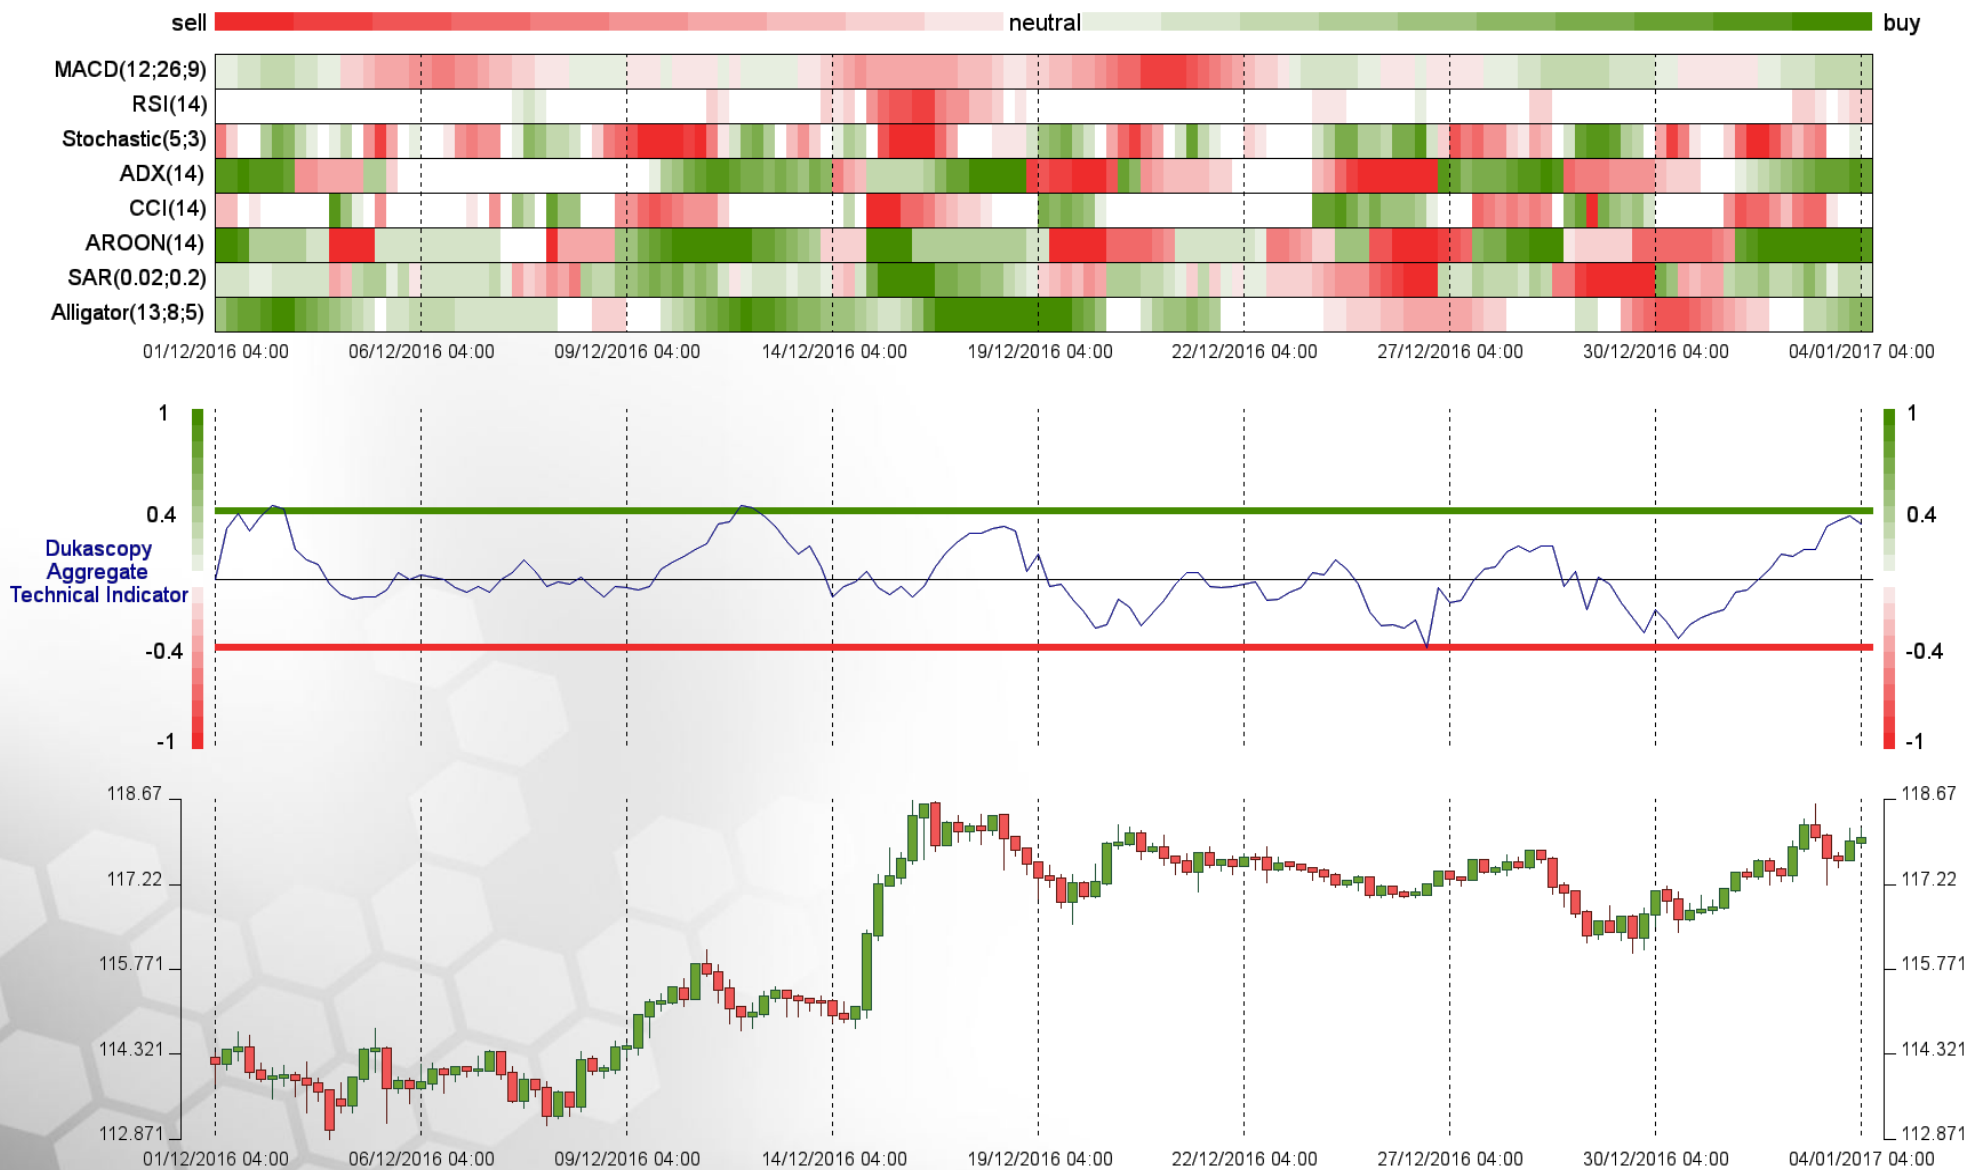 sell neutral buy
MACD(12;26;9)
RSI(14)
Stochastic(5;3)
ADX(14)
CCI(14)
AROON(14)
SAR(0.02;0.2)
Alligator(13;8;5)
01/12/2016 04:00 06/12/2016 04:00 09/12/2016 04:00 14/12/2016 04:00 19/12/2016 04:00 22/12/2016 04:00 27/12/2016 04:00 30/12/2016 04:00 04/01/2017 04:00
1 1
0.4 0.4
Dukascopy
Aggregate
Technical Indicator
-0.4 -0.4
-1 -1
118.67 118.67
117.22 117.22
115.771 115.771
114.321 114.321
112.871 112.871
01/12/2016 04:00 06/12/2016 04:00 09/12/2016 04:00 14/12/2016 04:00 19/12/2016 04:00 22/12/2016 04:00 27/12/2016 04:00 30/12/2016 04:00 04/01/2017 04:00